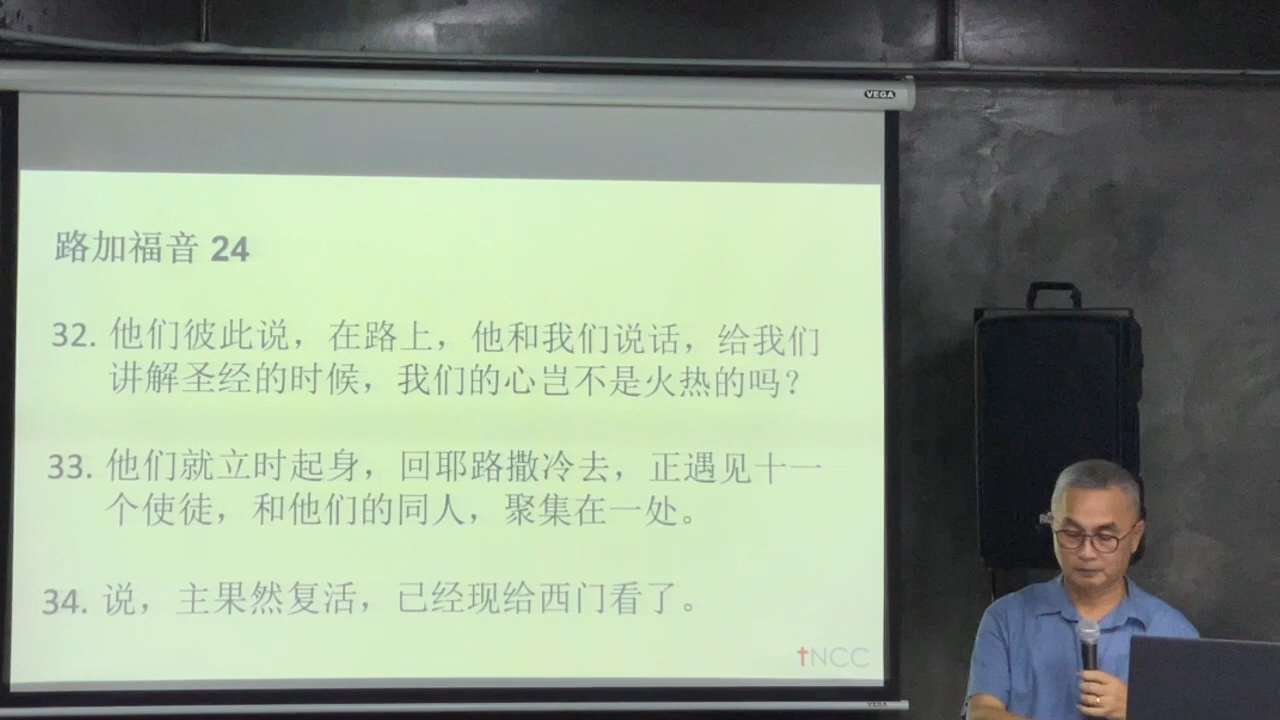 VEGA
路加福音 24
32. 他们彼此说，在路上，他和我们说话，给我们
讲解圣经的时候，我们的心岂不是火热的吗？
33. 他们就立时起身，回耶路撒冷去，正遇见十一
个使徒，和他们的同人，聚集在一处。
34. 说，主果然复活，已经现给西门看了。
NCC
VEGA